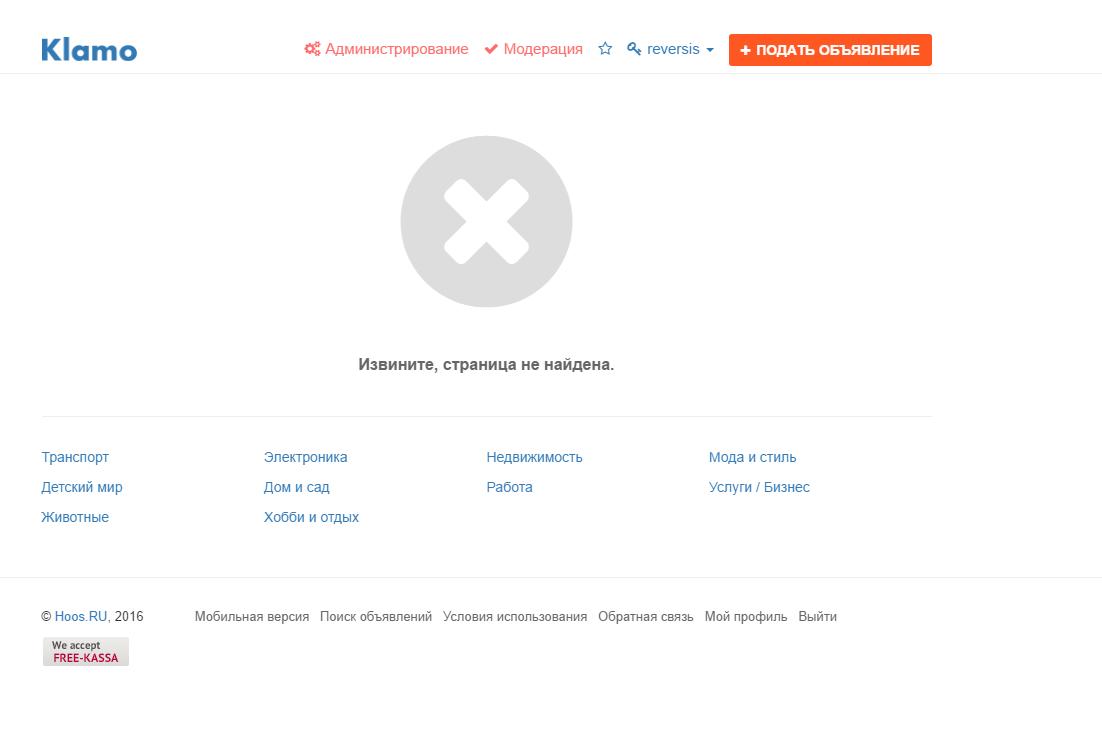 Klamo
Администрирование Модерация reversis + ПОДАТЬ ОБЪЯВЛЕНИЕ
Извините, страница не найдена.
Транспорт Электроника Недвижимость Мода и стиль
Детский мир Дом и сад Работа Услуги / Бизнес
Животные Хобби и отдых
© Hoos.RU, 2016 Мобильная версия Поиск объявлений Условия использования Обратная связь Мой профиль Выйти
We accept
FREE-KASSA